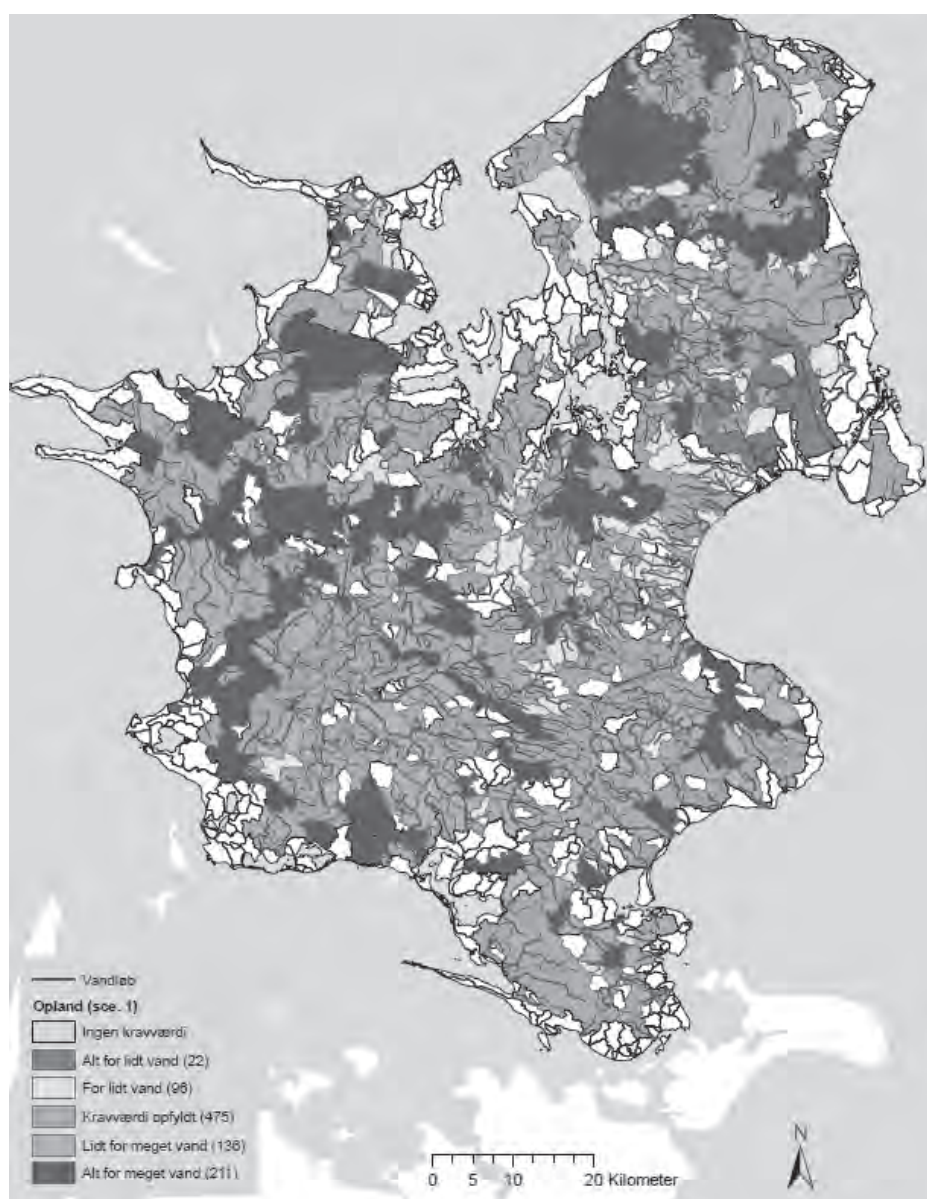 Vandløb
Opland (sce. 1)
Ingen kravværdi
Alt for lidt vand (22)
For lidt vand (96)
Kravværdi opfyldt (475)
Lidt for meget vand (136)
Alt for meget vand (211)
N
0 5 10 20 Kilometer